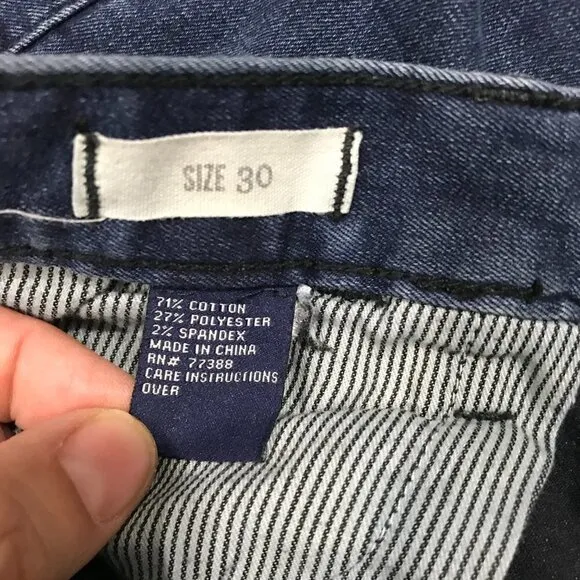 SIZE 30
71% COTTON
27% POLYESTER
2% SPANDEX
MADE IN CHINA
RN# 77388
CARE INSTRUCTIONS
OVER